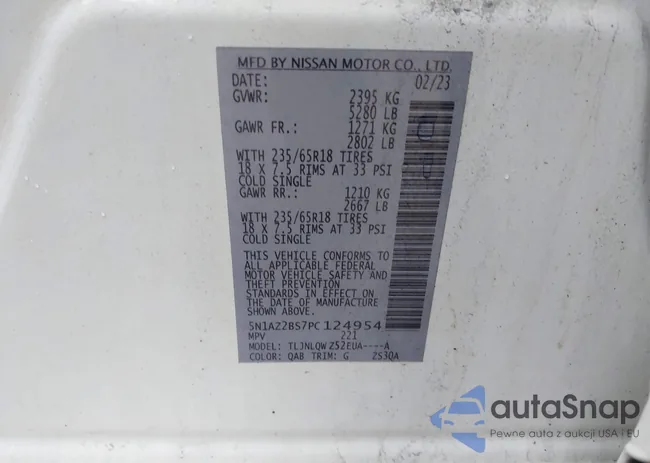 MFD BY NISSAN MOTOR CO., LTD.
DATE: 02/23
GVWR: 2395 KG
5280 LB
GAWR FR.: 1271 KG
2802 LB
WITH 235/65R18 TIRES
18 X 7.5 RIMS AT 33 PSI
COLD SINGLE
GAWR RR.: 1210 KG
2667 LB
WITH 235/65R18 TIRES
18 X 7.5 RIMS AT 33 PSI
COLD SINGLE
THIS VEHICLE CONFORMS TO
ALL APPLICABLE FEDERAL
MOTOR VEHICLE SAFETY AND
THEFT PREVENTION
STANDARDS IN EFFECT ON
THE DATE OF MANUFACTURE
5N1AZ2BS7PC124954
MPV 221
MODEL: TLJNLQW Z52EUA----A
COLOR: QAB TRIM: G 2S30A
autaSnap
Pewne auta z aukcji USA i EU